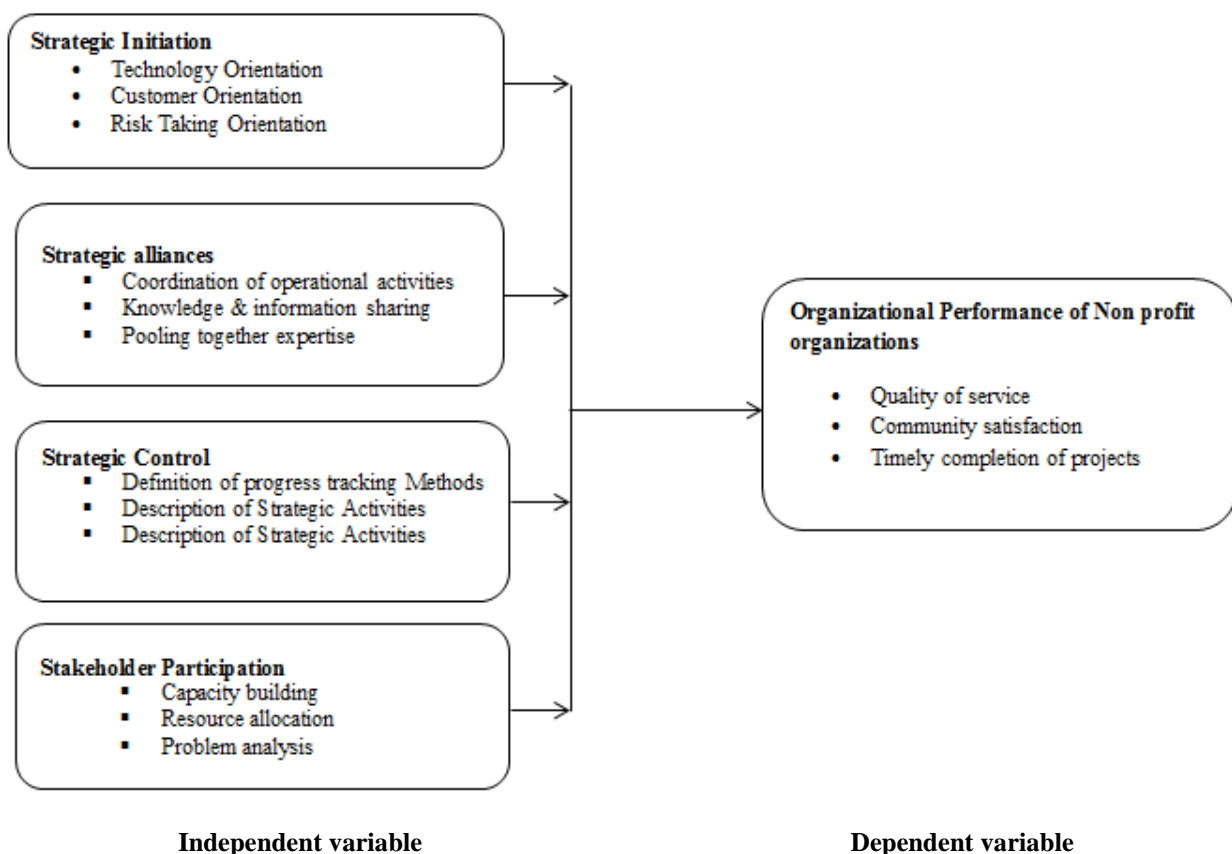 Strategic Initiation
• Technology Orientation
• Customer Orientation
• Risk Taking Orientation
Strategic alliances
▪ Coordination of operational activities
▪ Knowledge & information sharing
▪ Pooling together expertise
Strategic Control
▪ Definition of progress tracking Methods
▪ Description of Strategic Activities
▪ Description of Strategic Activities
Stakeholder Participation
▪ Capacity building
▪ Resource allocation
▪ Problem analysis
Organizational Performance of Non profit
organizations
• Quality of service
• Community satisfaction
• Timely completion of projects
Independent variable
Dependent variable